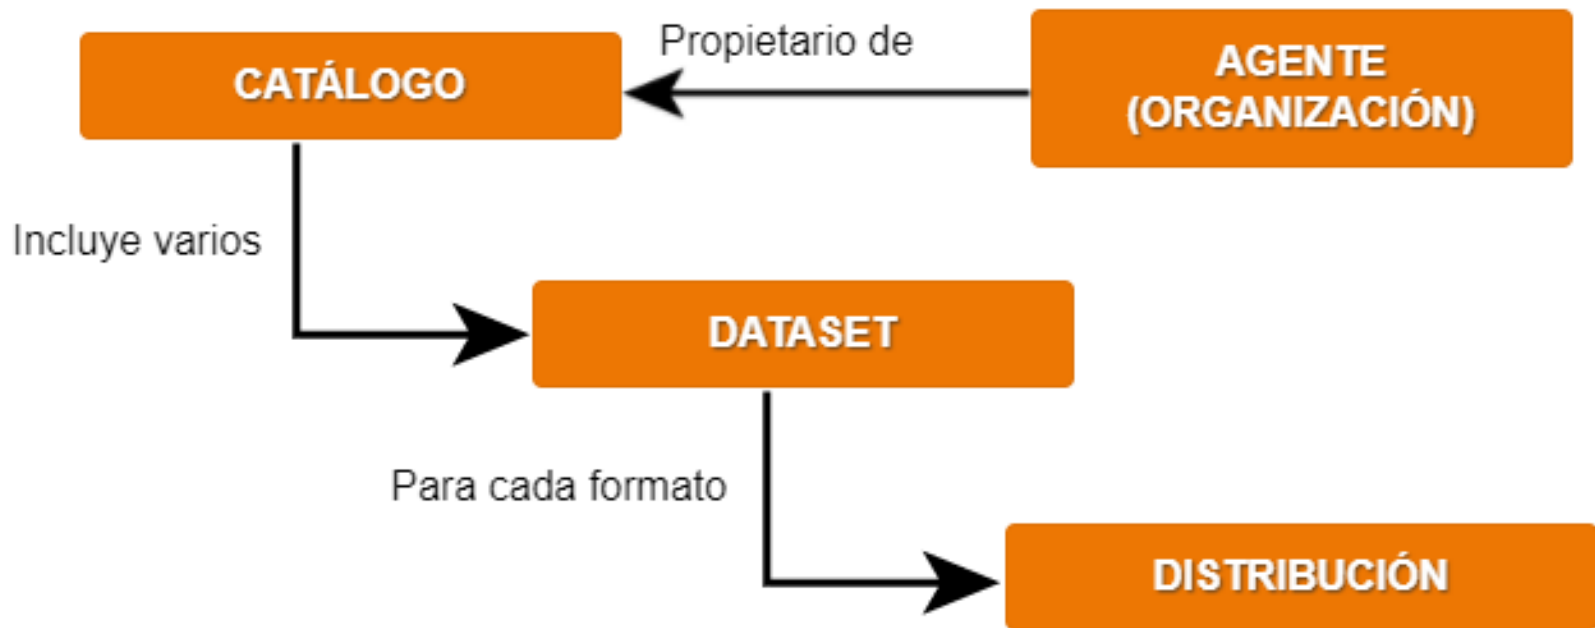 CATÁLOGO
Propietario de
AGENTE
(ORGANIZACIÓN)
Incluye varios
DATASET
Para cada formato
DISTRIBUCIÓN